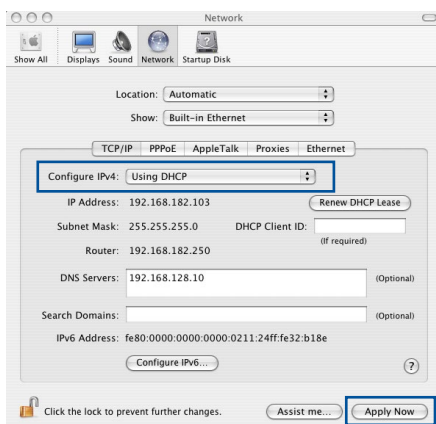 Network
Show All Displays Sound Network Startup Disk
Location: Automatic
Show: Built-in Ethernet
TCP/IP PPPoE AppleTalk Proxies Ethernet
Configure IPv4: Using DHCP
IP Address: 192.168.182.103 Renew DHCP Lease
Subnet Mask: 255.255.255.0 DHCP Client ID:
(If required)
Router: 192.168.182.250
DNS Servers: 192.168.128.10 (Optional)
Search Domains: (Optional)
IPv6 Address: fe80:0000:0000:0000:0211:24ff:fe32:b18e
Configure IPv6... ?
Click the lock to prevent further changes. Assist me... Apply Now